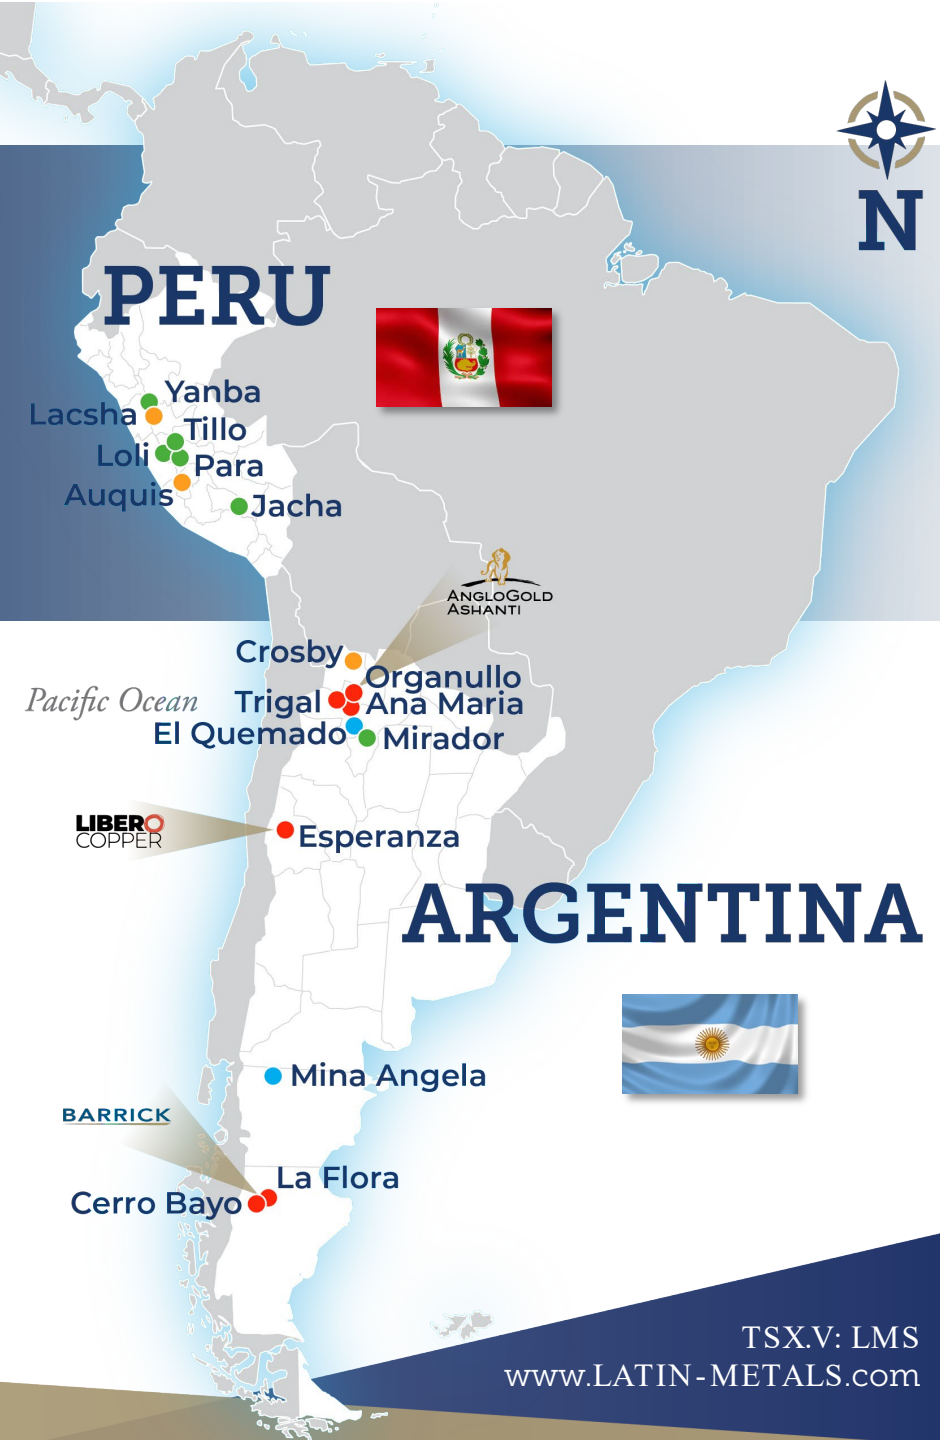 N
PERU
Yanba
Lacsha
Tillo
Loli
Para
Auquis
Jacha
ANGLOGOLD
ASHANTI
Crosby
Organullo
Pacific Ocean
Trigal
Ana Maria
El Quemado
Mirador
LIBERO
COPPER
Esperanza
ARGENTINA
Mina Angela
BARRICK
La Flora
Cerro Bayo
TSX.V: LMS
www.LATIN-METALS.com